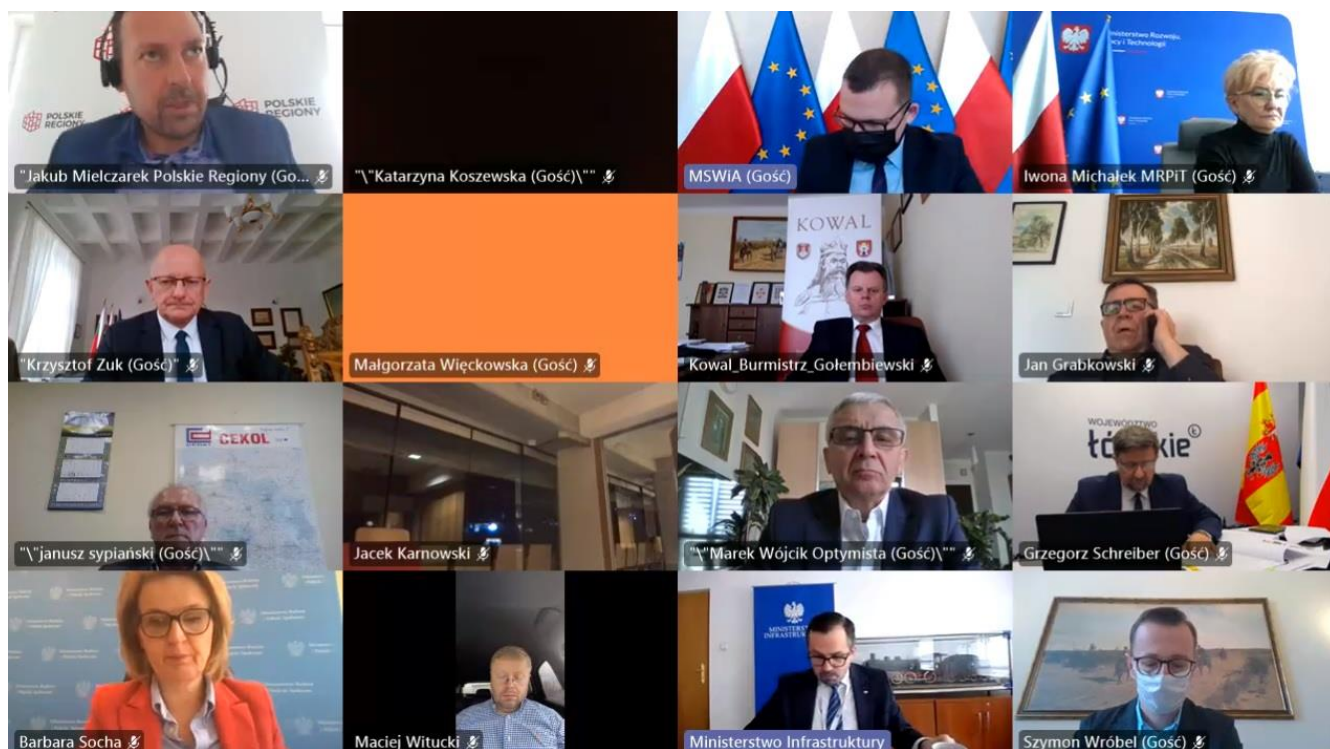 POLSKIE
REGIONY
POLSKIE
REGIONY
"Jakub Mielczarek Polskie Regiony (Go...
"\"Katarzyna Koszewska (Gość)\""
MSWiA (Gość)
Ministerstwo Rozwoju,
Pracy i Technologii
Iwona Michałek MRPiT (Gość)
"Krzysztof Zuk (Gość)"
Małgorzata Więckowska (Gość)
KOWAL
Kowal_Burmistrz_Gołembiewski
Jan Grabkowski
CEKOL
"\"janusz sypiański (Gość)\""
Jacek Karnowski
"\"Marek Wójcik Optymista (Gość)\""
WOJEWÓDZTWO
Grzegorz Schreiber (Gość)
Barbara Socha
Maciej Witucki
MINISTERSTWO
INFRASTRUKTURY
Ministerstwo Infrastruktury
Szymon Wróbel (Gość)